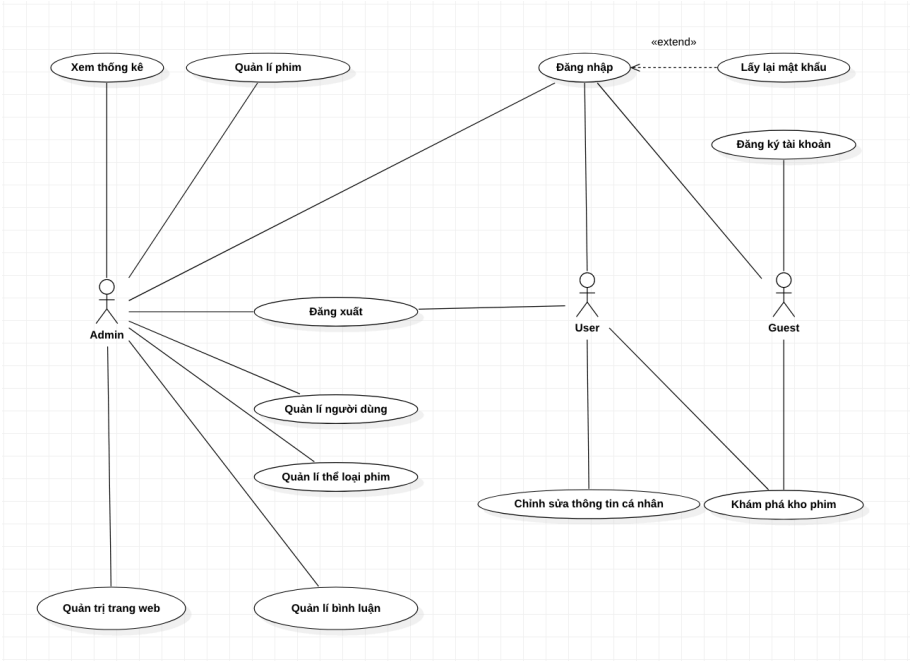 «extend»
Xem thống kê
Quản lí phim
Đăng nhập
Lấy lại mật khẩu
Đăng ký tài khoản
Đăng xuất
Admin
User
Guest
Quản lí người dùng
Quản lí thể loại phim
Chỉnh sửa thông tin cá nhân
Khám phá kho phim
Quản trị trang web
Quản lí bình luận